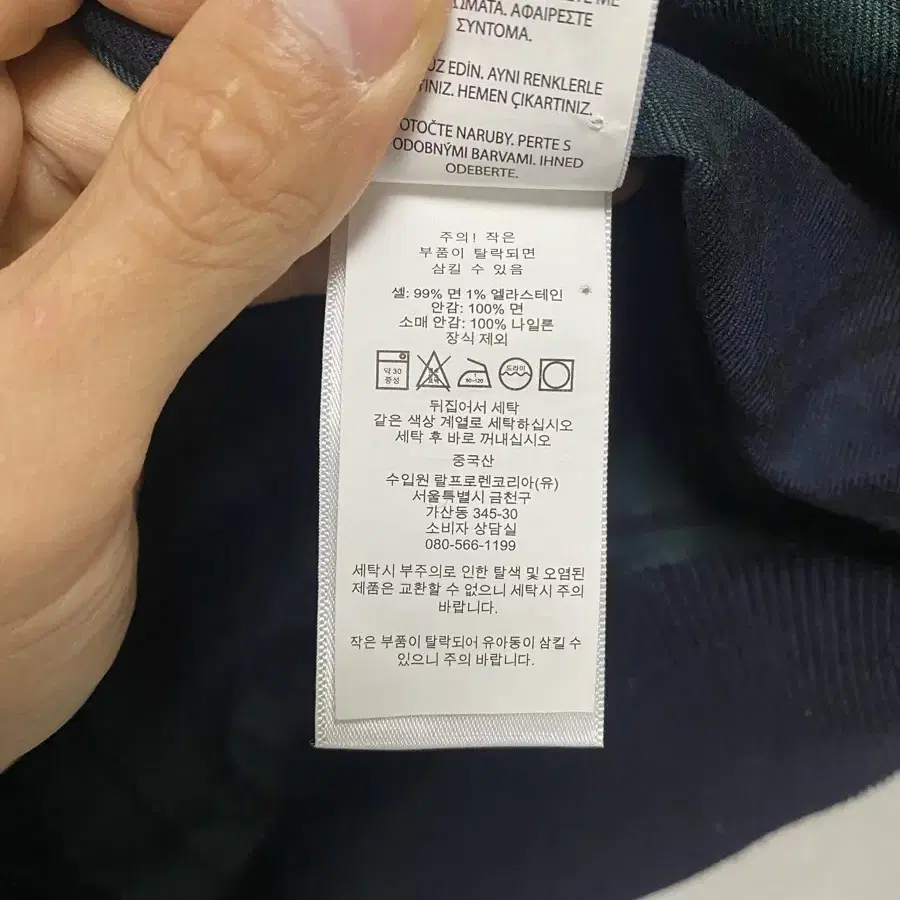 ΑΦΑΙΡΕΣΤΕ
ΣΥΝΤΟΜΑ.
EDİN. AYNI RENKLERLE
HEMEN ÇIKARTINIZ.
NARUBY. PERTE S
ODOBNÝMI BARVAMI. IHNED
ODEBERTE.
주의! 작은
부품이 탈락되면
삼킬 수 있음
셸: 99% 면 1% 엘라스테인
안감: 100% 면
소매 안감: 100% 나일론
장식 제외
약 30
중성
80~120
드라이
뒤집어서 세탁
같은 색상 계열로 세탁하십시오
세탁 후 바로 꺼내십시오
중국산
수입원 랄프로렌코리아(유)
서울특별시 금천구
가산동 345-30
소비자 상담실
080-566-1199
세탁시 부주의로 인한 탈색 및 오염된
제품은 교환할 수 없으니 세탁시 주의
바랍니다.
작은 부품이 탈락되어 유아동이 삼킬 수
있으니 주의 바랍니다.